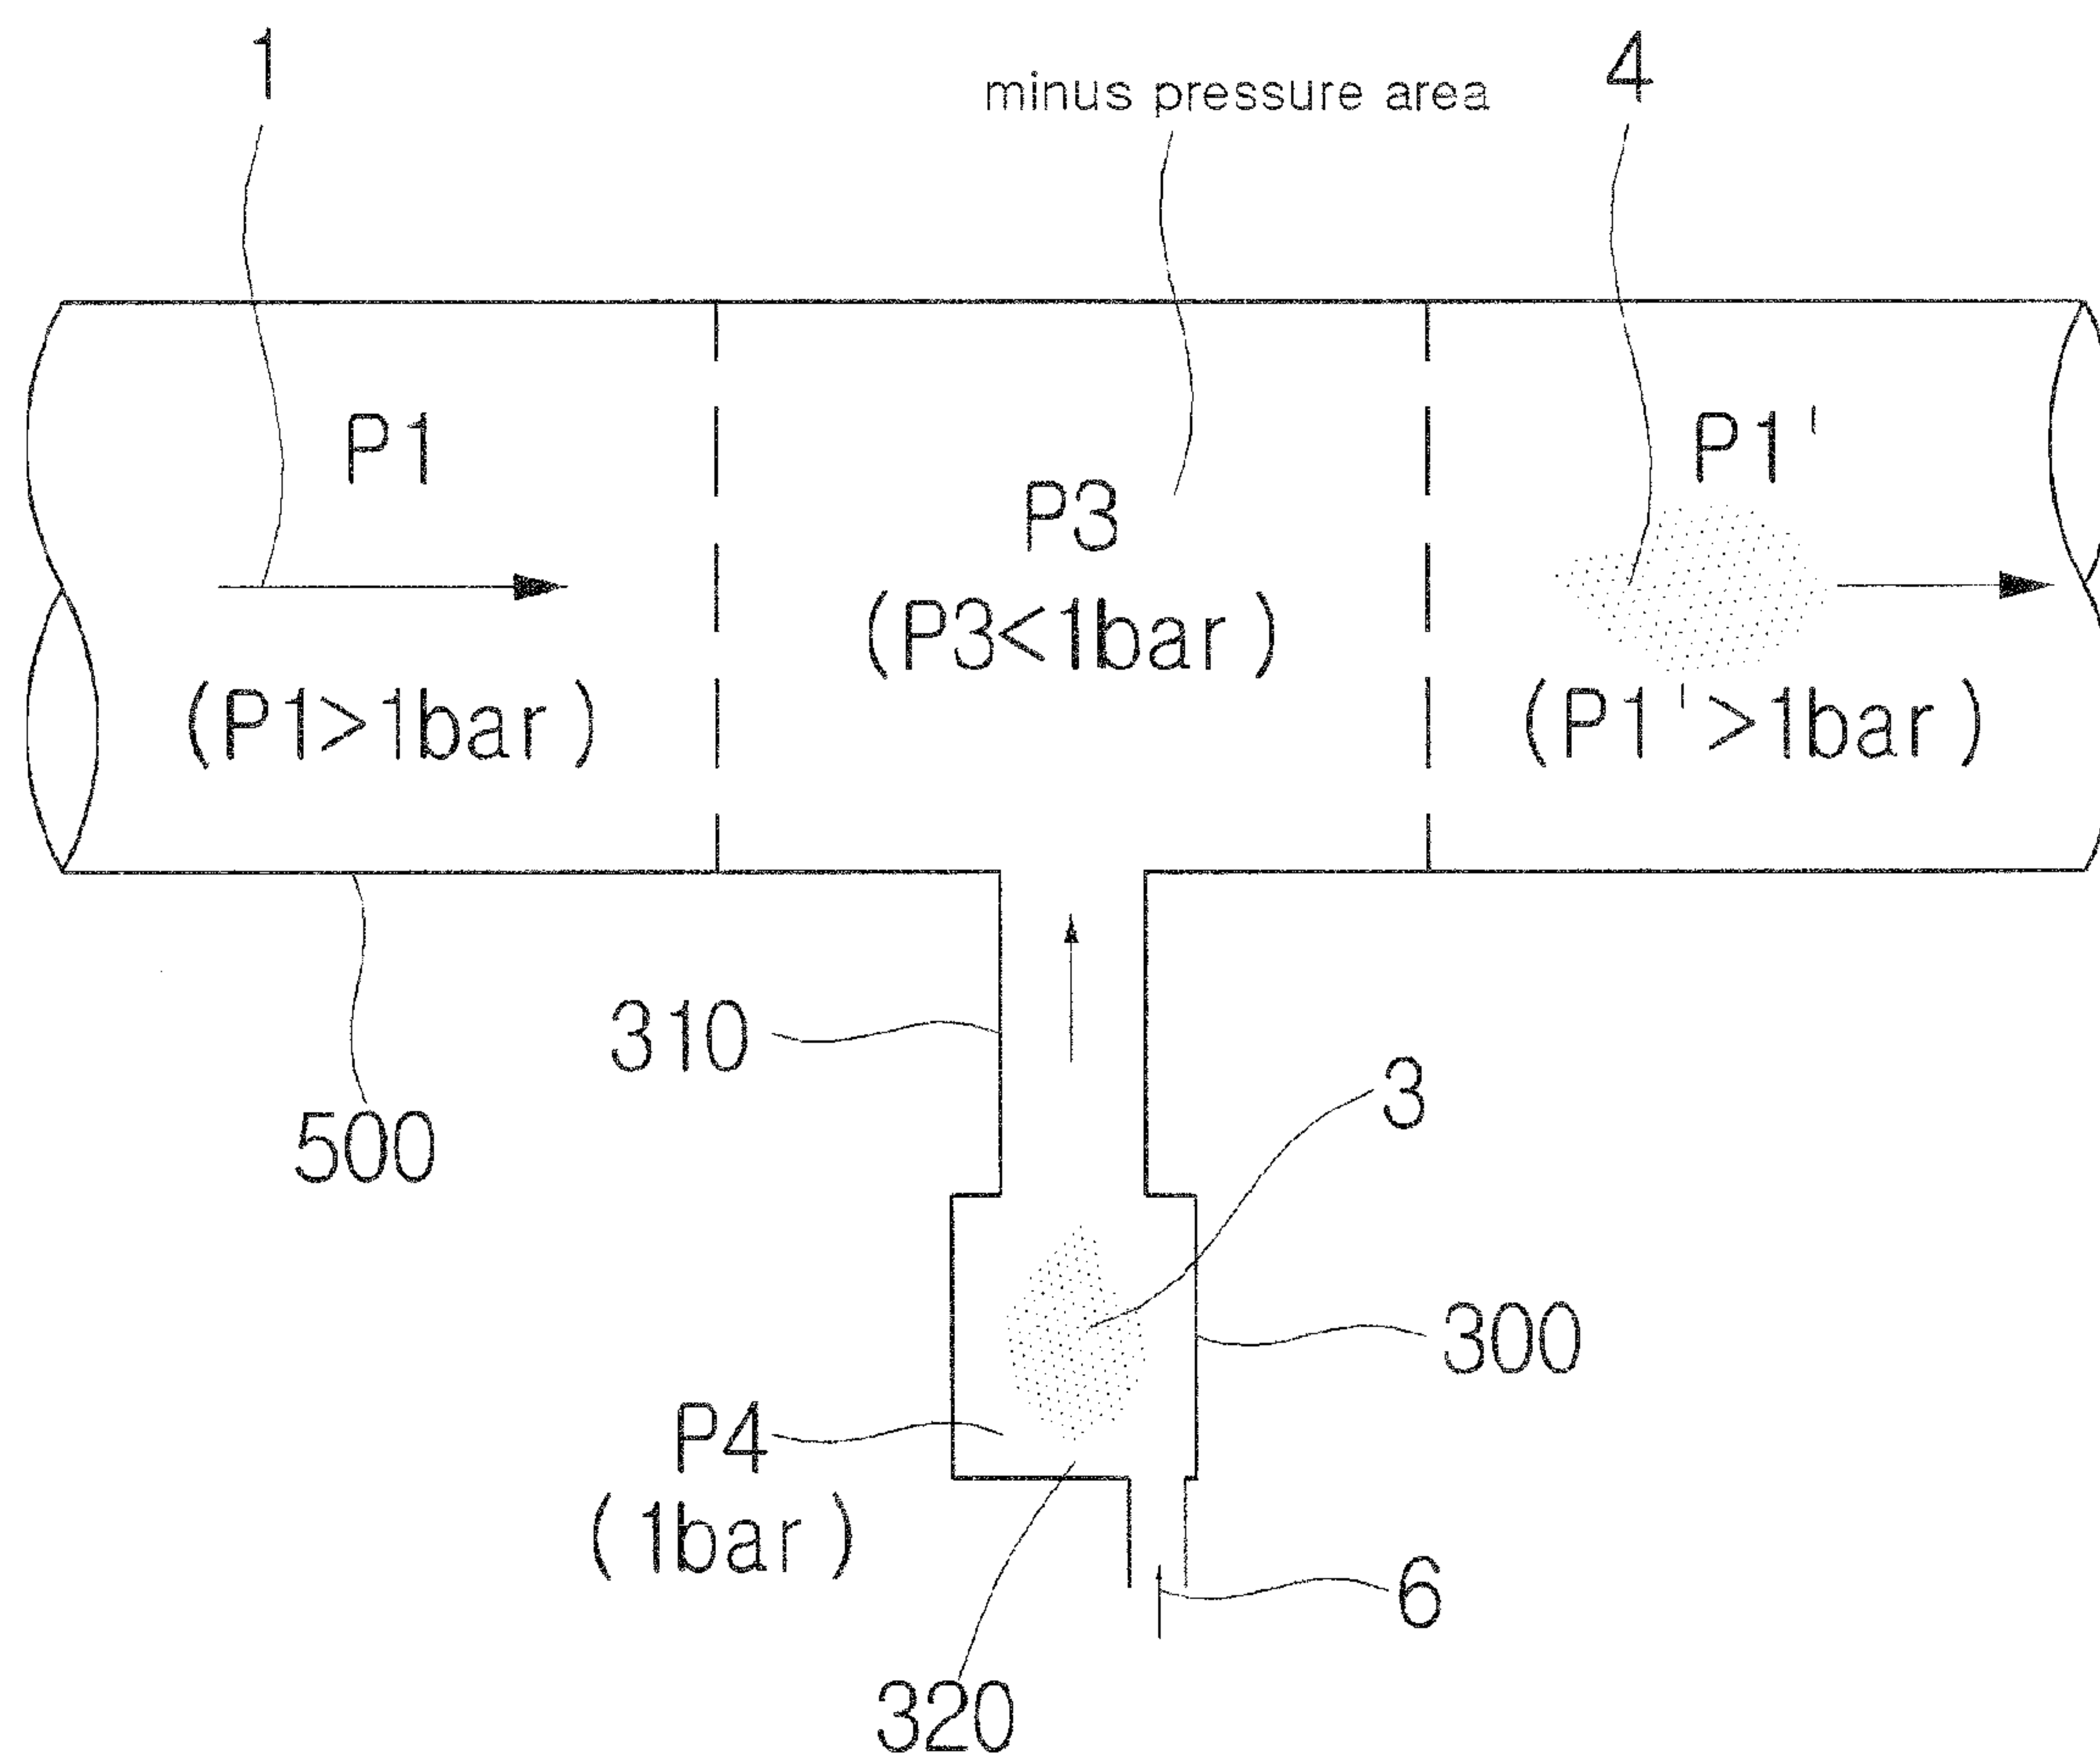 1
minus pressure area
4
P1
P3
P1'
(P3<1bar)
(P1>1bar)
(P1'>1bar)
310
3
500
300
P4
(1bar)
6
320